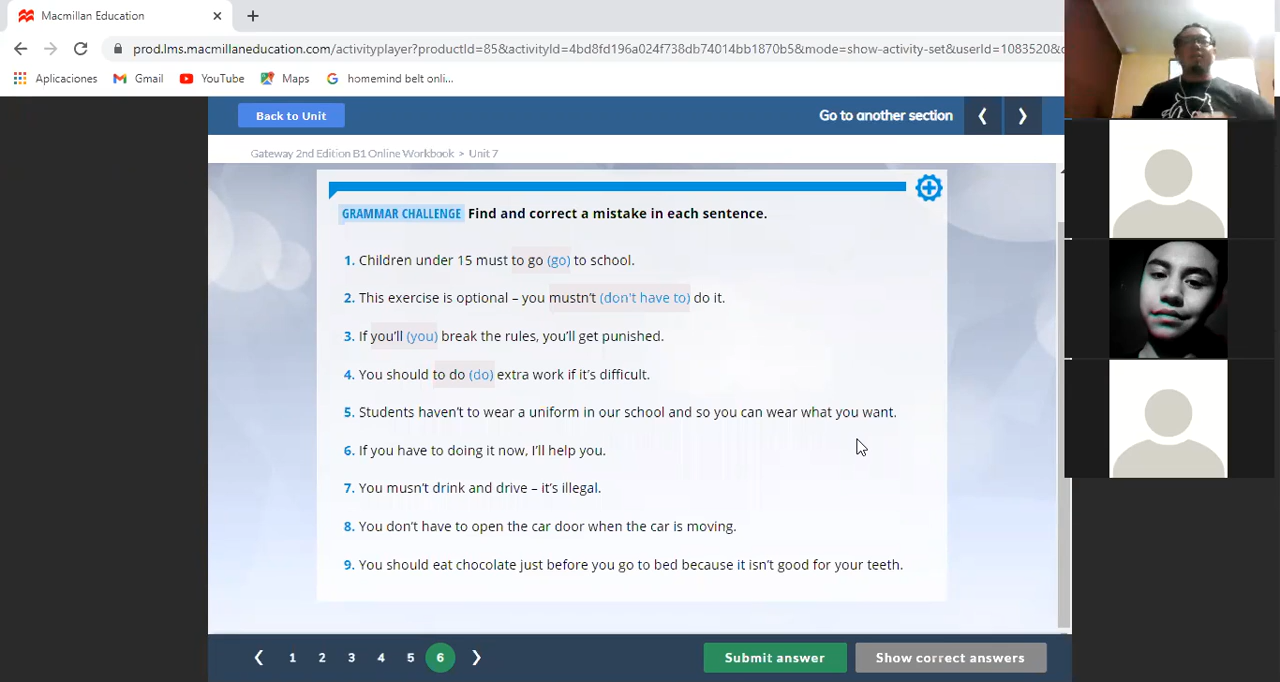 Macmillan Education
prod.lms.macmillaneducation.com/activityplayer?productId=85&activityId=4bd8fd196a024f738db74014bb1870b5&mode=show-activity-set&userId=1083520&
Aplicaciones Gmail YouTube Maps homemind belt onli...
Back to Unit Go to another section
Gateway 2nd Edition B1 Online Workbook > Unit 7
GRAMMAR CHALLENGE Find and correct a mistake in each sentence.
1. Children under 15 must to go (go) to school.
2. This exercise is optional – you mustn't (don't have to) do it.
3. If you'll (you) break the rules, you'll get punished.
4. You should to do (do) extra work if it's difficult.
5. Students haven't to wear a uniform in our school and so you can wear what you want.
6. If you have to doing it now, I'll help you.
7. You musn't drink and drive – it's illegal.
8. You don't have to open the car door when the car is moving.
9. You should eat chocolate just before you go to bed because it isn't good for your teeth.
1 2 3 4 5 6 Submit answer Show correct answers